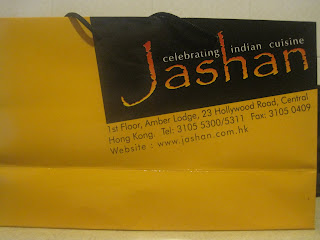 celebrating indian cuisine
Jashan
1st Floor, Amber Lodge, 23 Hollywood Road, Central
Hong Kong. Tel: 3105 5300/5311 Fax: 3105 0409
Website : www.jashan.com.hk